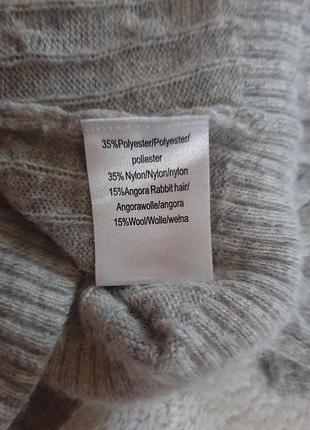 35%Polyester/Polyester/
poliester
35%Nylon/Nylon/nylon
15%Angora Rabbit hair/
Angorawolle/angora
15%Wool/Wolle/wełna